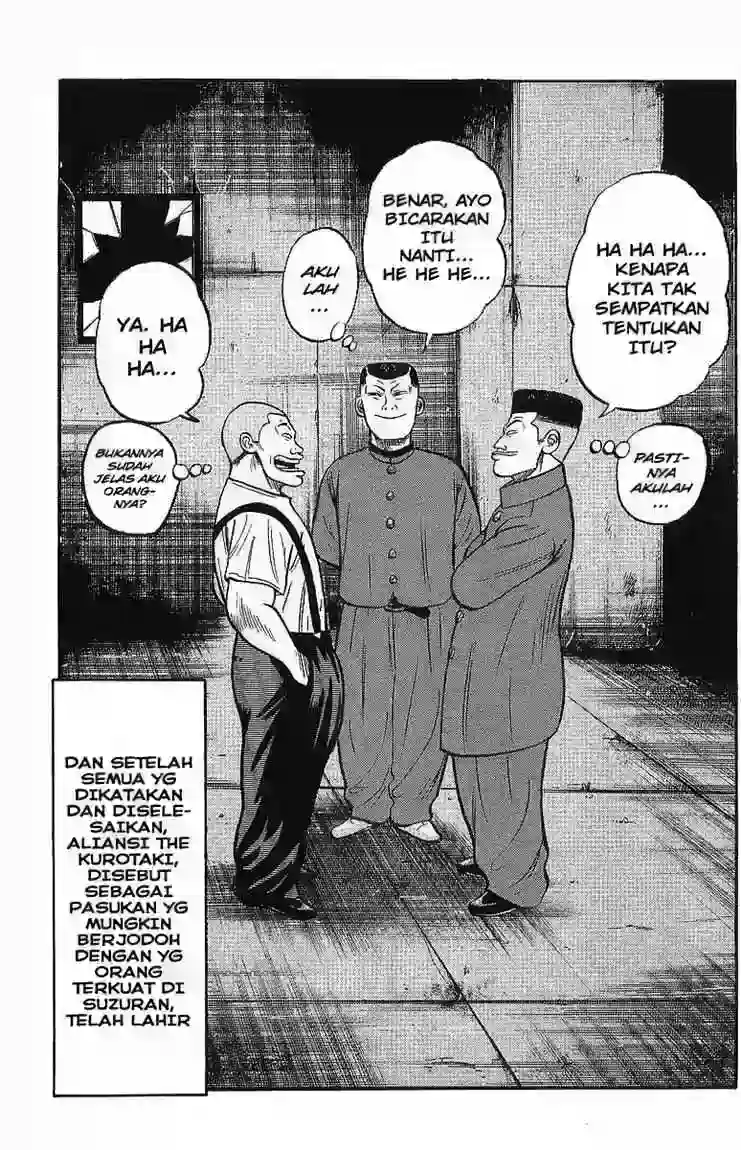 HA HA HA...
KENAPA
KITA TAK
SEMPATKAN
TENTUKAN
ITU?
PASTI-
NYA
AKULAH
...
BENAR, AYO
BICARAKAN
ITU
NANTI...
HE HE HE...
AKU
LAH
...
YA. HA
HA
HA...
BUKANNYA
SUDAH
JELAS AKU
ORANG-
NYA?
DAN SETELAH
SEMUA YG
DIKATAKAN
DAN DISELE-
SAIKAN,
ALIANSI THE
KUROTAKI,
DISEBUT
SEBAGAI
PASUKAN YG
MUNGKIN
BERJODOH
DENGAN YG
ORANG
TERKUAT DI
SUZURAN,
TELAH LAHIR